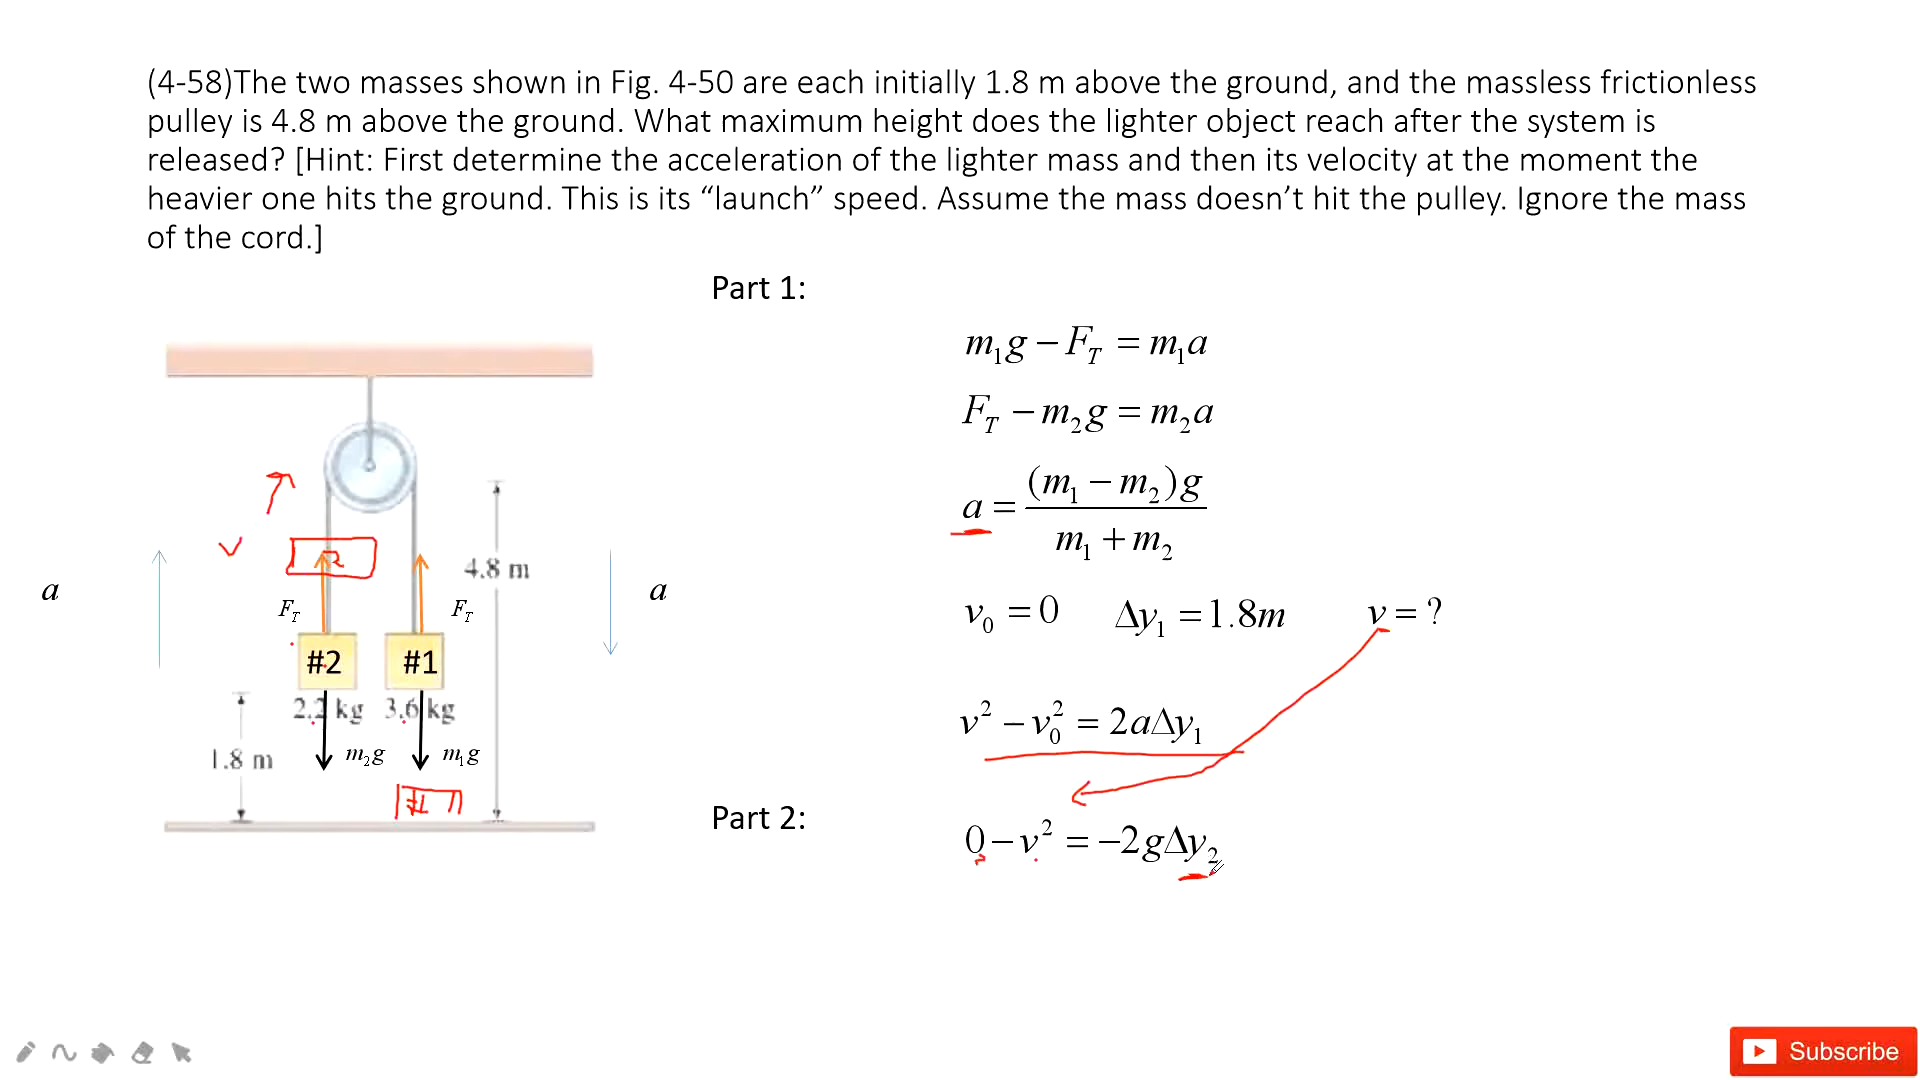 (4-58)The two masses shown in Fig. 4-50 are each initially 1.8 m above the ground, and the massless frictionless
pulley is 4.8 m above the ground. What maximum height does the lighter object reach after the system is
released? [Hint: First determine the acceleration of the lighter mass and then its velocity at the moment the
heavier one hits the ground. This is its “launch” speed. Assume the mass doesn’t hit the pulley. Ignore the mass
of the cord.]
Part 1:
m₁g − F_T = m₁a
F_T − m₂g = m₂a
a = (m₁ − m₂)g / (m₁ + m₂)
v₀ = 0 Δy₁ = 1.8m v = ?
v² − v₀² = 2aΔy₁
Part 2:
0 − v² = −2gΔy₂
v
2
4.8 m
a
a
F_T
F_T
#2
#1
2.2 kg
3.6 kg
1.8 m
m₂g
m₁g
#1
Subscribe